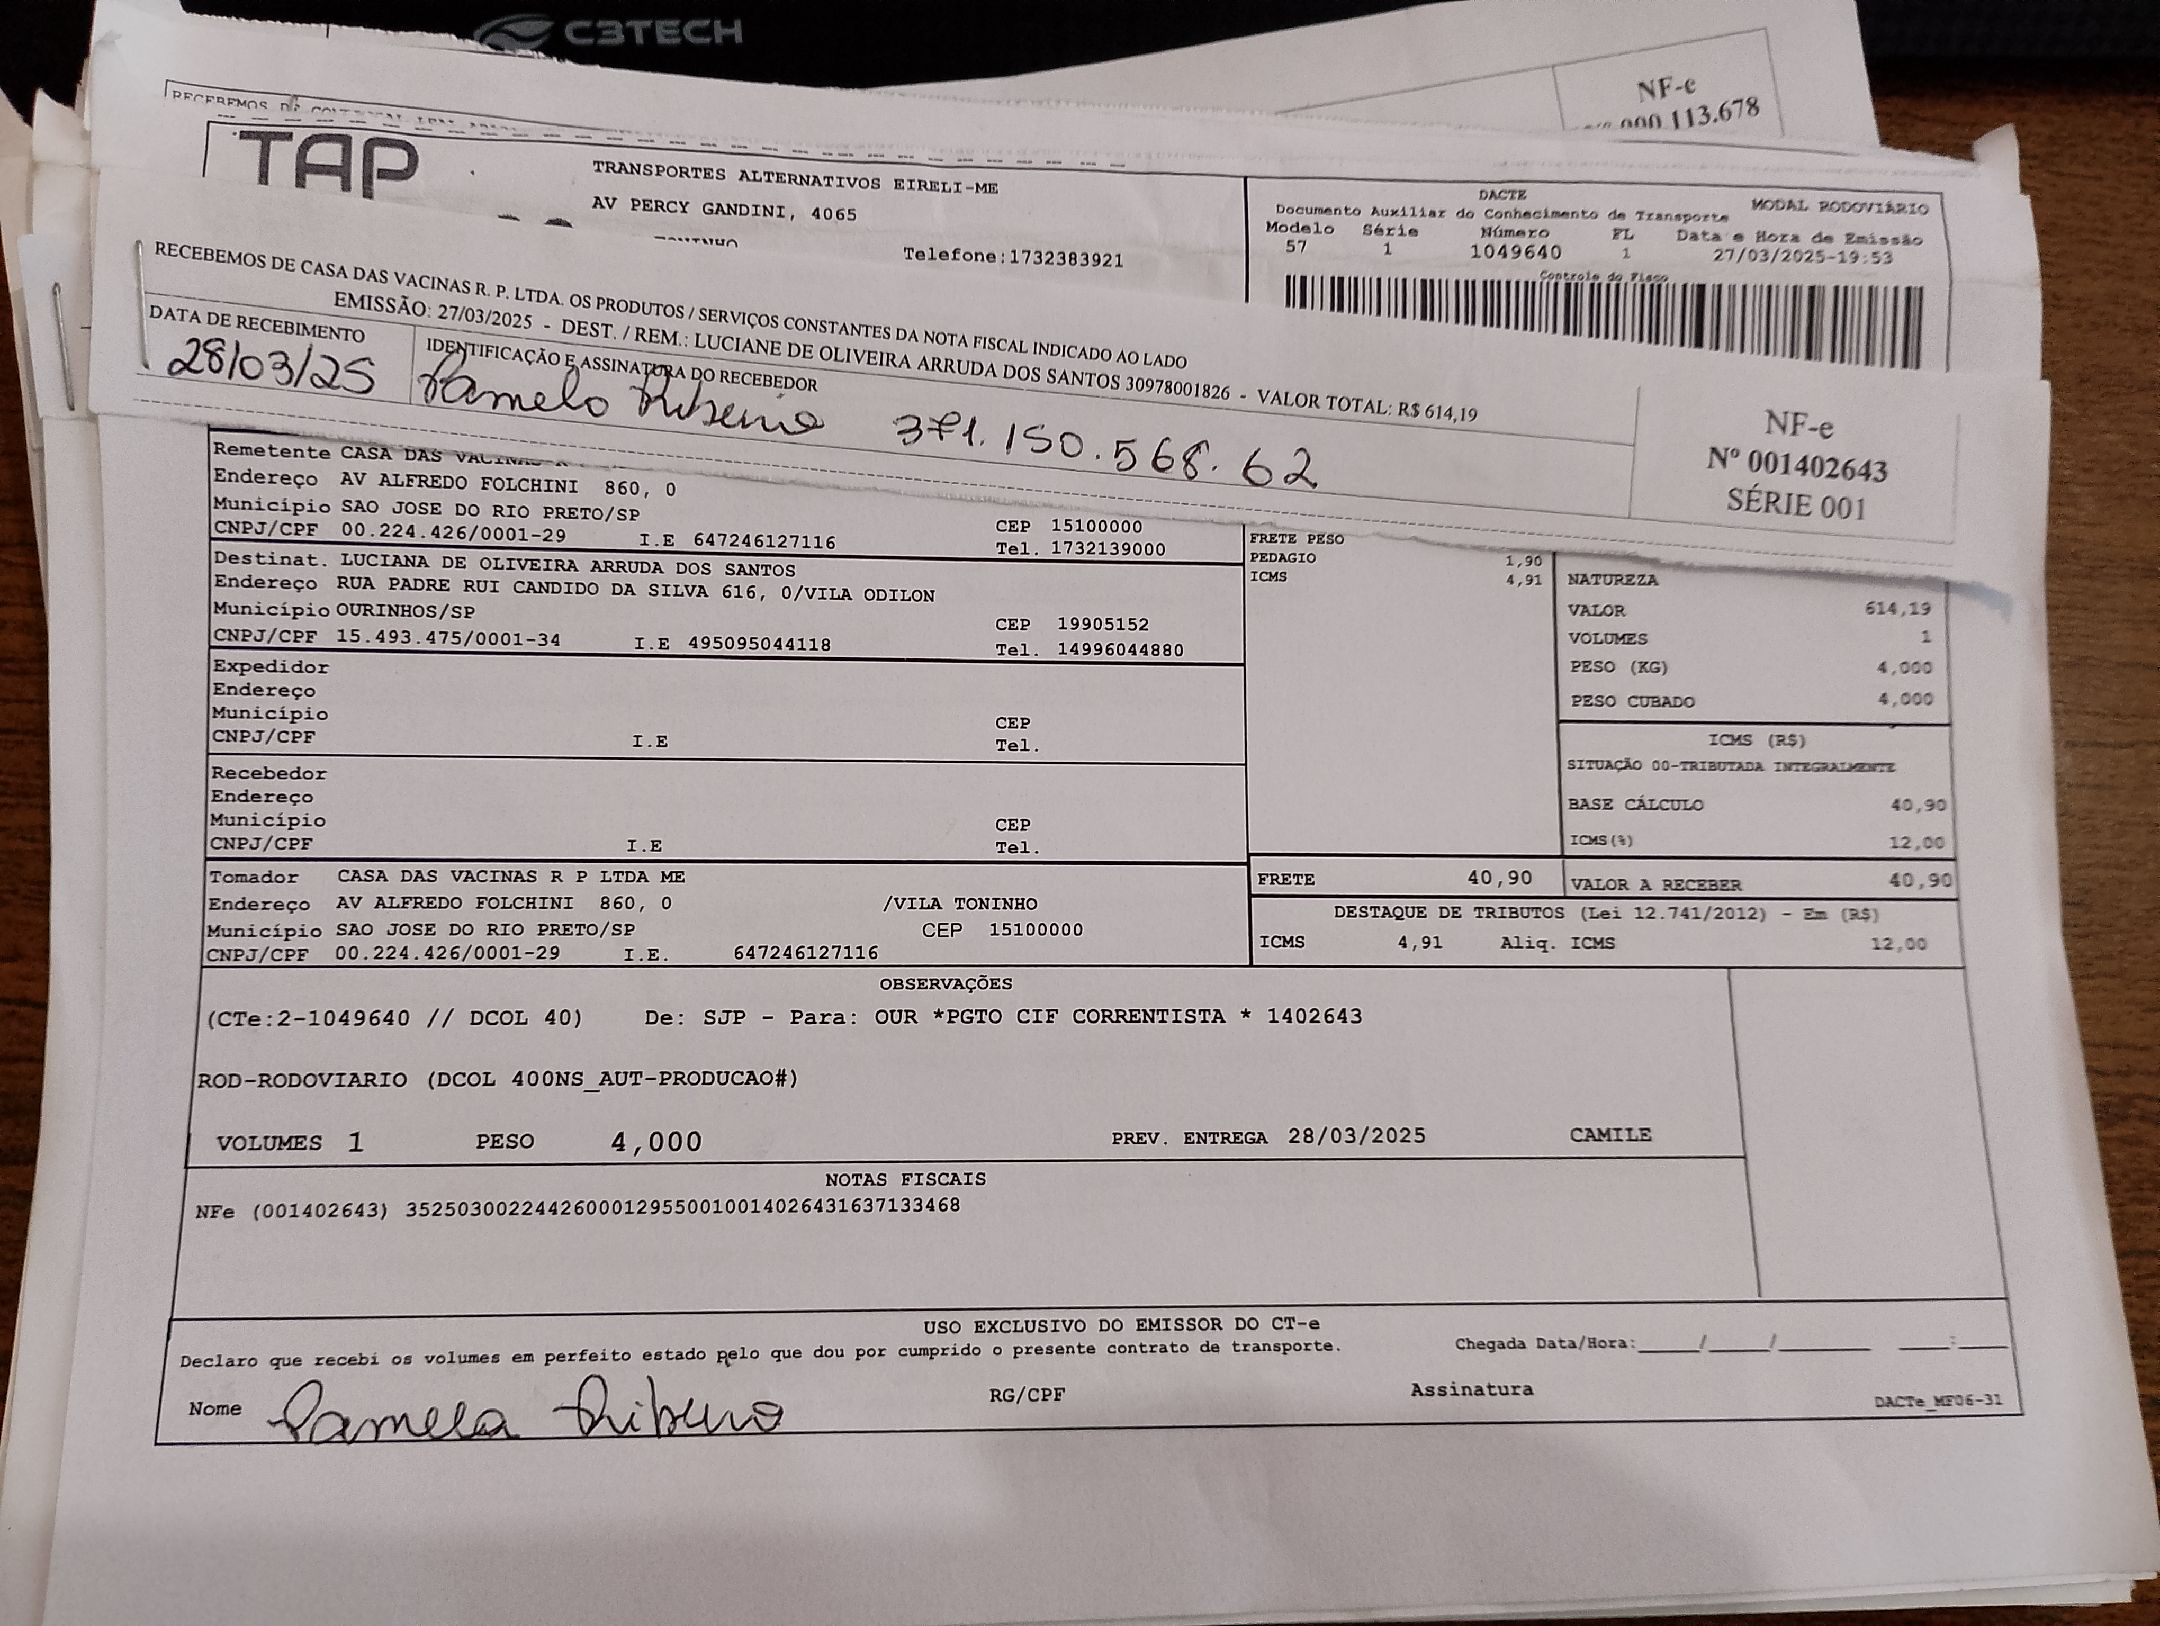 C3TECH
NF-e
000.113.678
RECEBEMOS DE
TAP
TRANSPORTES ALTERNATIVOS EIRELI-ME
AV PERCY GANDINI, 4065
Telefone:1732383921
DACTE
MODAL RODOVIÁRIO
Documento Auxiliar do Conhecimento de Transporte
Modelo Série Número FL Data e Hora de Emissão
57 1 1049640 1 27/03/2025-19:53
Controle do Fisco
RECEBEMOS DE CASA DAS VACINAS R. P. LTDA. OS PRODUTOS / SERVIÇOS CONSTANTES DA NOTA FISCAL INDICADO AO LADO
EMISSÃO: 27/03/2025 - DEST. / REM.: LUCIANE DE OLIVEIRA ARRUDA DOS SANTOS 30978001826 - VALOR TOTAL: R$ 614,19
DATA DE RECEBIMENTO
28/03/25
IDENTIFICAÇÃO E ASSINATURA DO RECEBEDOR
Pamela Ribeiro 371.150.568.62
NF-e
Nº 001402643
SÉRIE 001
Remetente CASA DAS VACINAS R
Endereço AV ALFREDO FOLCHINI 860, 0
Município SAO JOSE DO RIO PRETO/SP CEP 15100000
CNPJ/CPF 00.224.426/0001-29 I.E 647246127116 Tel. 1732139000
Destinat. LUCIANA DE OLIVEIRA ARRUDA DOS SANTOS
Endereço RUA PADRE RUI CANDIDO DA SILVA 616, 0/VILA ODILON
Município OURINHOS/SP CEP 19905152
CNPJ/CPF 15.493.475/0001-34 I.E 495095044118 Tel. 14996044880
Expedidor
Endereço
Município CEP
CNPJ/CPF I.E Tel.
Recebedor
Endereço
Município CEP
CNPJ/CPF I.E Tel.
Tomador CASA DAS VACINAS R P LTDA ME
Endereço AV ALFREDO FOLCHINI 860, 0 /VILA TONINHO
Município SAO JOSE DO RIO PRETO/SP CEP 15100000
CNPJ/CPF 00.224.426/0001-29 I.E. 647246127116
FRETE PESO
PEDAGIO 1,90
ICMS 4,91
NATUREZA
VALOR 614,19
VOLUMES 1
PESO (KG) 4,000
PESO CUBADO 4,000
ICMS (R$)
SITUAÇÃO 00-TRIBUTADA INTEGRALMENTE
BASE CÁLCULO 40,90
ICMS(%) 12,00
FRETE 40,90 VALOR A RECEBER 40,90
DESTAQUE DE TRIBUTOS (Lei 12.741/2012) - Em (R$)
ICMS 4,91 Aliq. ICMS 12,00
OBSERVAÇÕES
(CTe:2-1049640 // DCOL 40) De: SJP - Para: OUR *PGTO CIF CORRENTISTA * 1402643
ROD-RODOVIARIO (DCOL 400NS_AUT-PRODUCAO#)
VOLUMES 1 PESO 4,000 PREV. ENTREGA 28/03/2025 CAMILE
NOTAS FISCAIS
NFe (001402643) 35250300224426000129550010014026431637133468
USO EXCLUSIVO DO EMISSOR DO CT-e
Declaro que recebi os volumes em perfeito estado pelo que dou por cumprido o presente contrato de transporte. Chegada Data/Hora:____/____/______ ___:___
Nome Pamela Ribeiro RG/CPF Assinatura
DACTe_MF06-31